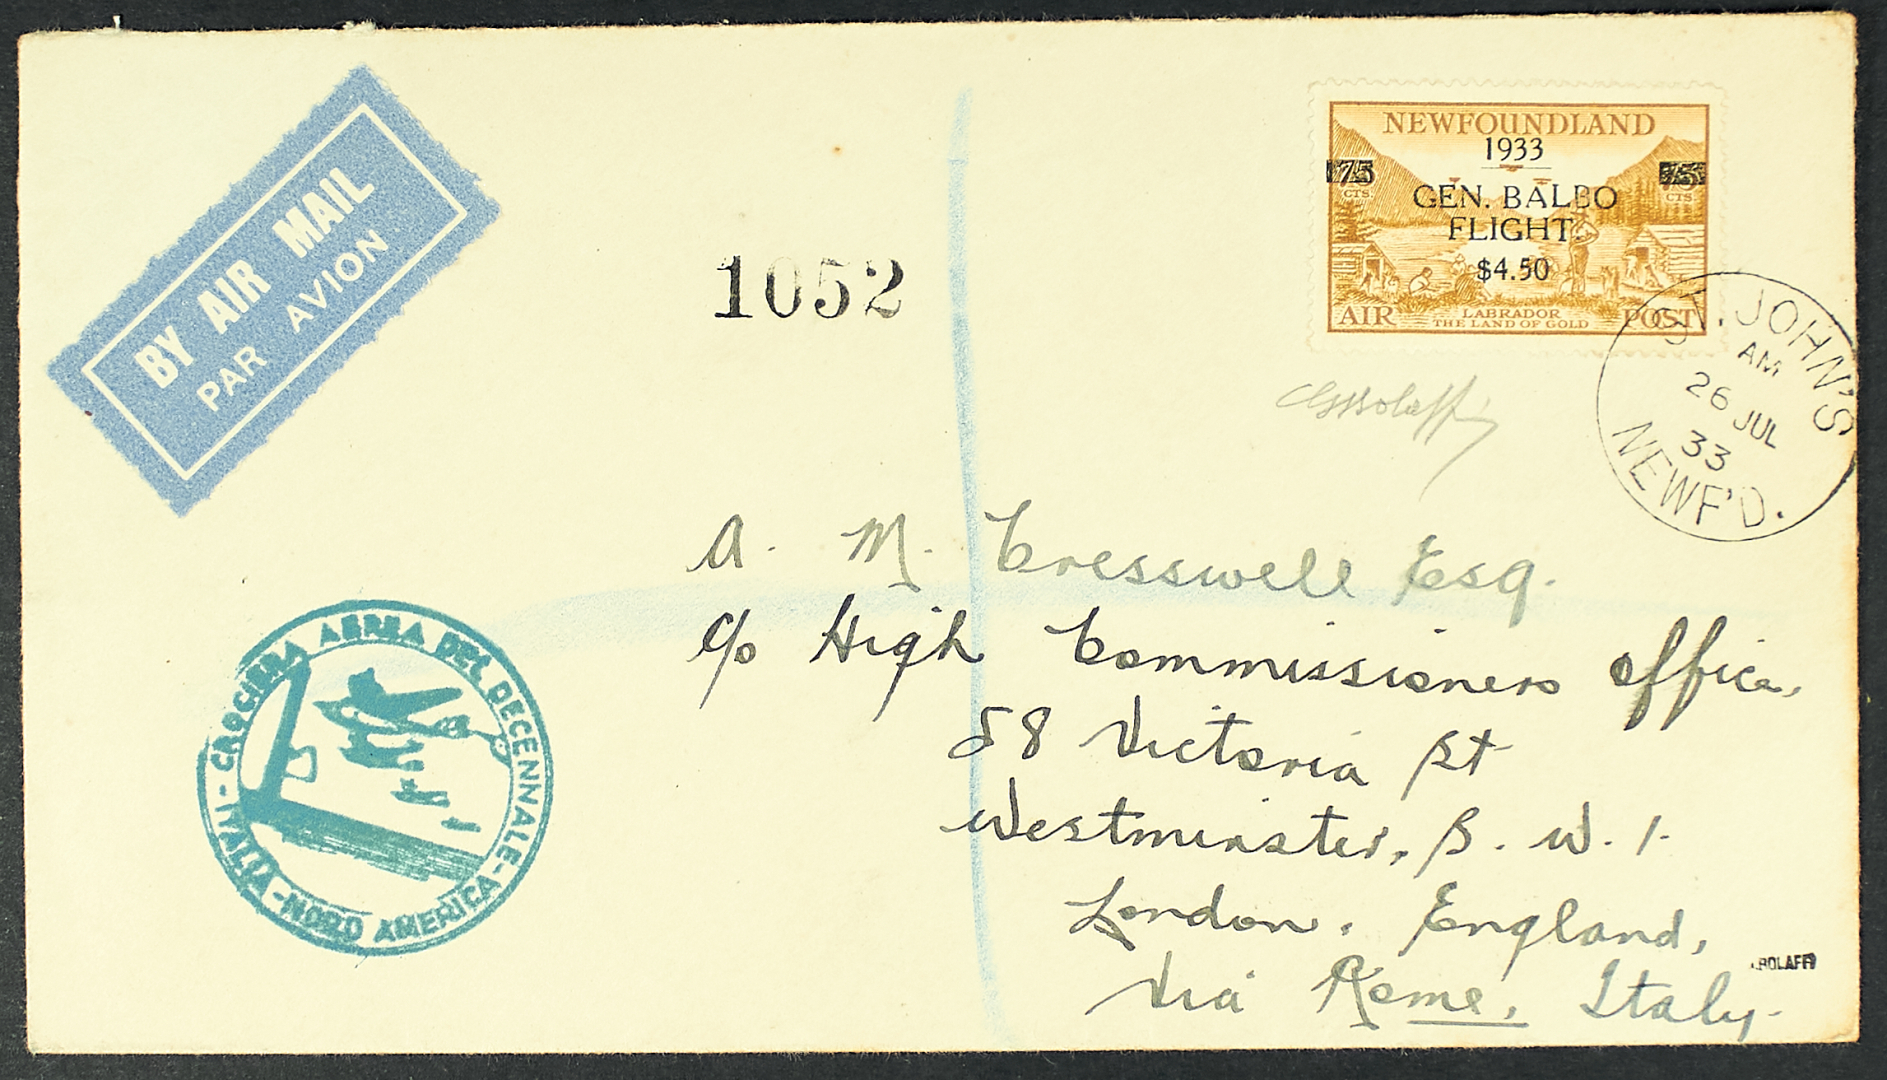 BY AIR MAIL
PAR AVION
1052
NEWFOUNDLAND
1933
75 75
CTS. CTS
GEN. BALBO
FLIGHT.
$4.50
AIR LABRADOR POST
THE LAND OF GOLD
ST. JOHN'S
AM
26 JUL
33
NEWF'D.
A. M. Cresswell Esq.
c/o High Commissioners Office,
58 Victoria St
Westminster, S. W. 1.
London, England,
Via Rome, Italy.
CROCIERA AEREA DEL DECENNALE - ITALIA - NORD AMERICA -
BOLAFFI